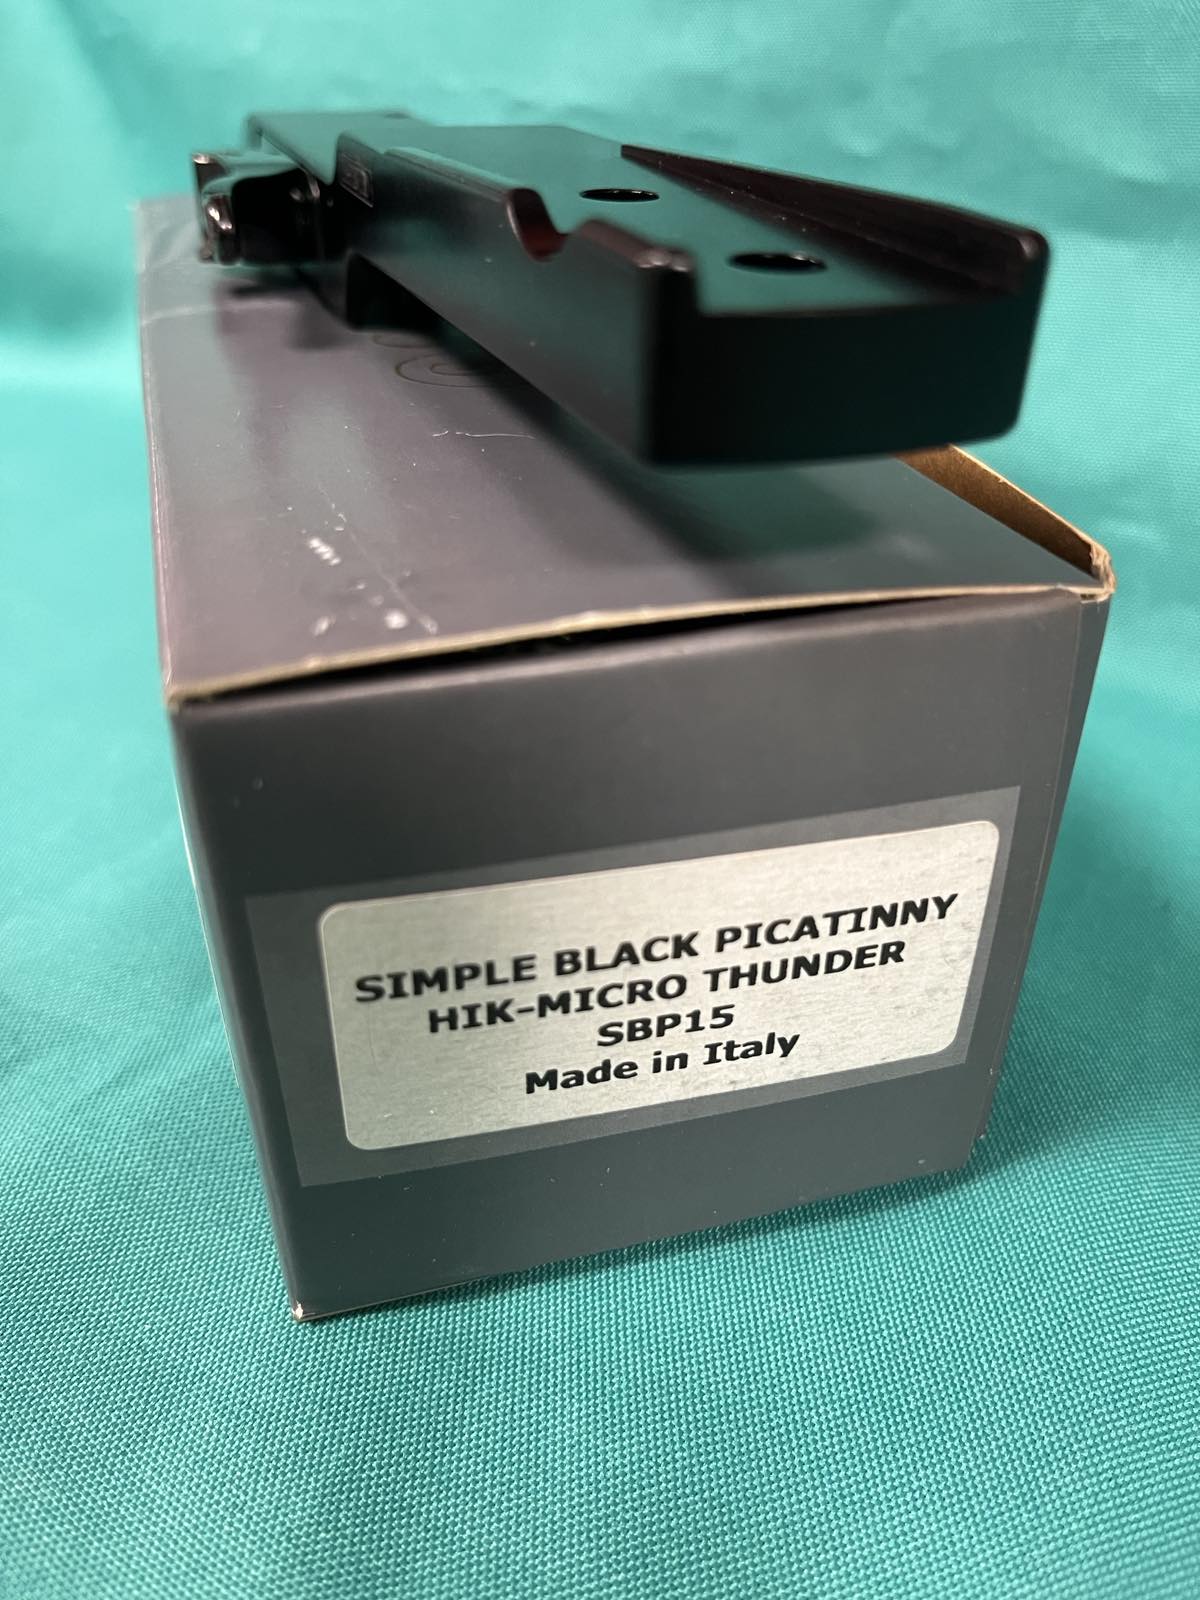 SIMPLE BLACK PICATINNY
HIK-MICRO THUNDER
SBP15
Made in Italy